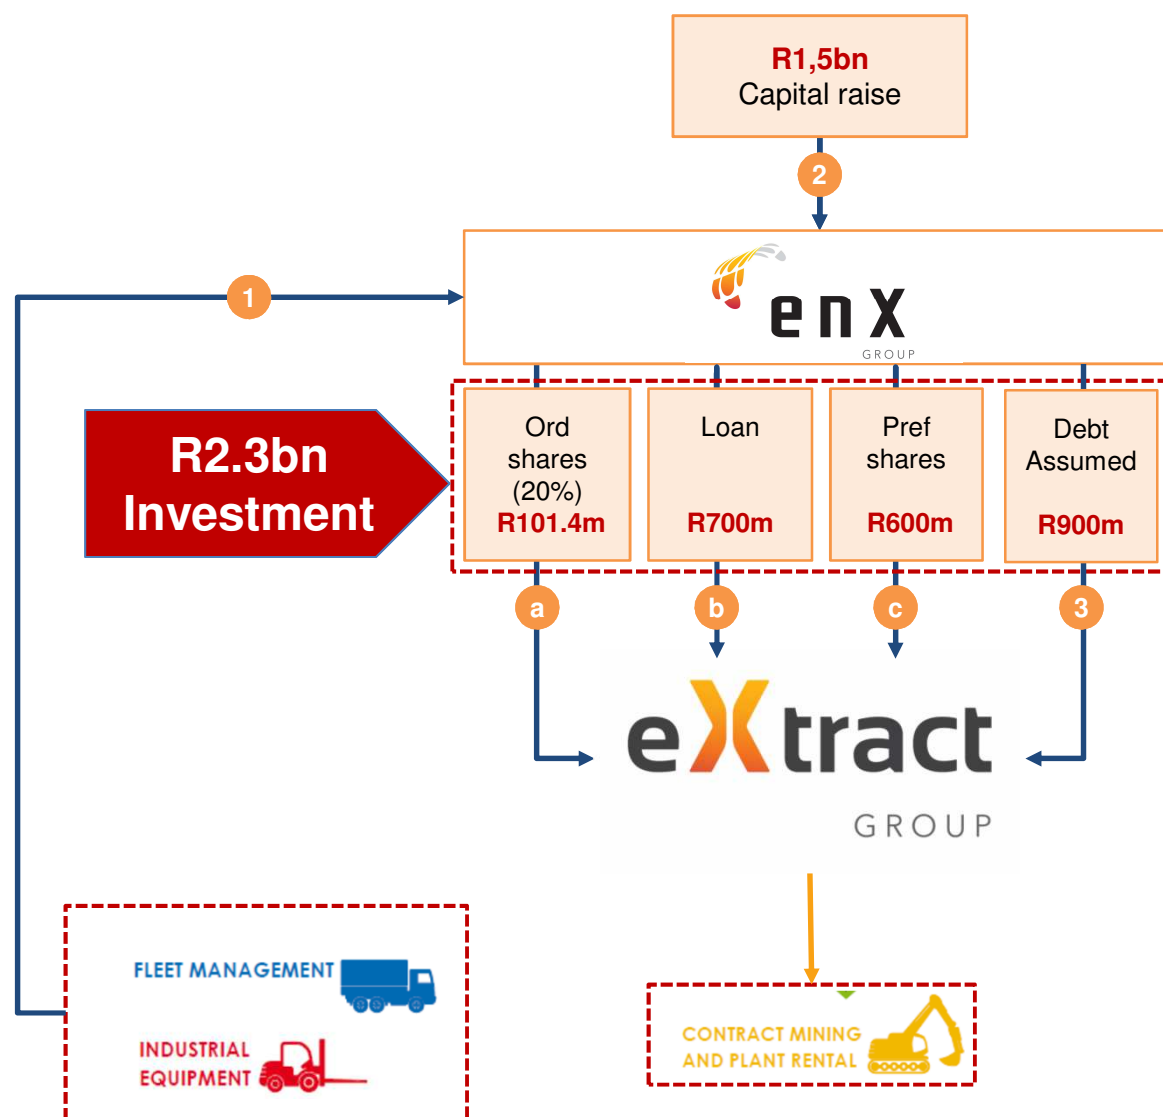 R1,5bn
Capital raise
2
1
enX
GROUP
R2.3bn
Investment
Ord
shares
(20%)
R101.4m
Loan
R700m
Pref
shares
R600m
Debt
Assumed
R900m
a
b
c
3
eXtract
GROUP
FLEET MANAGEMENT
INDUSTRIAL
EQUIPMENT
CONTRACT MINING
AND PLANT RENTAL